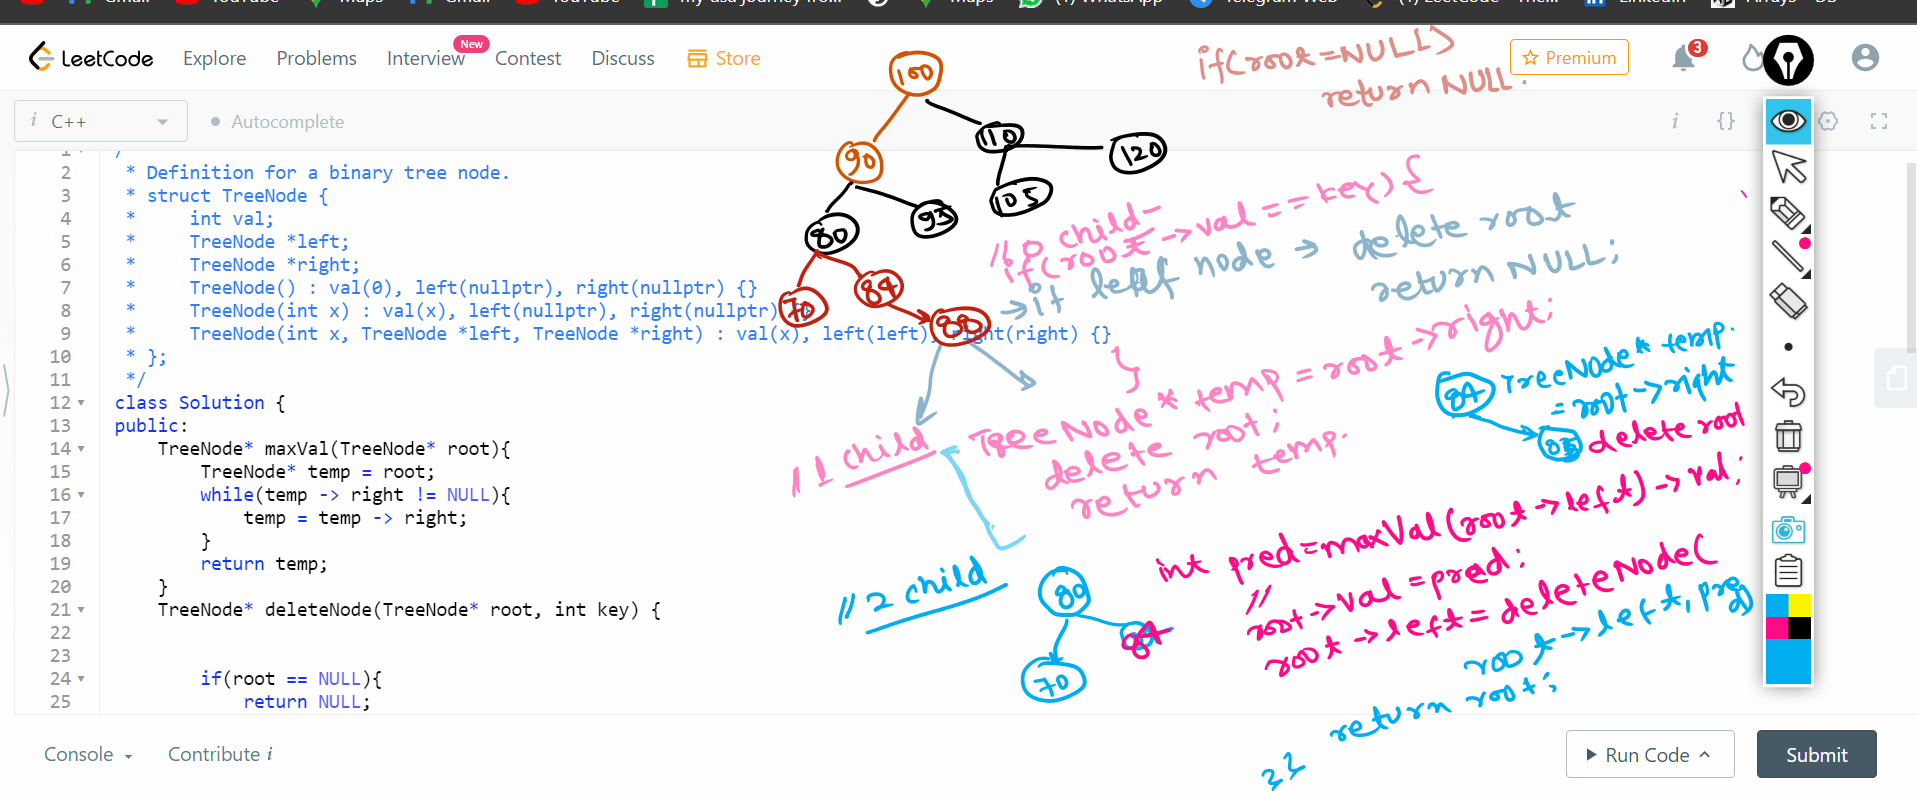 LeetCode Explore Problems Interview New Contest Discuss Store
Premium 3
i C++ Autocomplete
if(root=NULL)
return NULL.
100
90 110 120
80 95 105
70 84
88
2 * Definition for a binary tree node.
3 * struct TreeNode {
4 * int val;
5 * TreeNode *left;
6 * TreeNode *right;
7 * TreeNode() : val(0), left(nullptr), right(nullptr) {}
8 * TreeNode(int x) : val(x), left(nullptr), right(nullptr)
9 * TreeNode(int x, TreeNode *left, TreeNode *right) : val(x), left(left), right(right) {}
10 * };
11 */
12 class Solution {
13 public:
14 TreeNode* maxVal(TreeNode* root){
15 TreeNode* temp = root;
16 while(temp -> right != NULL){
17 temp = temp -> right;
18 }
19 return temp;
20 }
21 TreeNode* deleteNode(TreeNode* root, int key) {
22
23
24 if(root == NULL){
25 return NULL;
// 0 child-
if(root->val==key){
->if leaf node -> delete root
return NULL;
}
// 1 child TreeNode* temp = root->right;
delete root;
return temp.
84 TreeNode* temp.
= root->right
85 delete root
// 2 child
80
84
70
int pred=maxVal(root->left)->val;
//
root->val=pred;
root->left=deleteNode(
root->left, pred)
return root;
}}
Console Contribute i
Run Code Submit